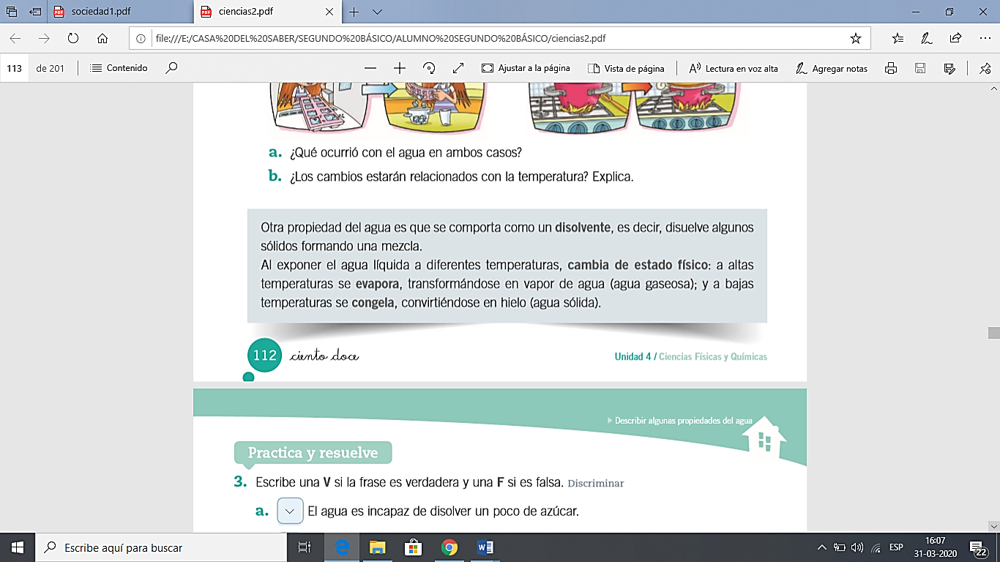 sociedad1.pdf
ciencias2.pdf
file:///E:/CASA%20DEL%20SABER/SEGUNDO%20BÁSICO/ALUMNO%20SEGUNDO%20BÁSICO/ciencias2.pdf
113 de 201 Contenido Ajustar a la página Vista de página Lectura en voz alta Agregar notas
a. ¿Qué ocurrió con el agua en ambos casos?
b. ¿Los cambios estarán relacionados con la temperatura? Explica.
Otra propiedad del agua es que se comporta como un disolvente, es decir, disuelve algunos
sólidos formando una mezcla.
Al exponer el agua líquida a diferentes temperaturas, cambia de estado físico: a altas
temperaturas se evapora, transformándose en vapor de agua (agua gaseosa); y a bajas
temperaturas se congela, convirtiéndose en hielo (agua sólida).
112 ciento doce
Unidad 4 / Ciencias Físicas y Químicas
Describir algunas propiedades del agua
Practica y resuelve
3. Escribe una V si la frase es verdadera y una F si es falsa. Discriminar
a. El agua es incapaz de disolver un poco de azúcar.
Escribe aquí para buscar
ESP
16:07
31-03-2020
22